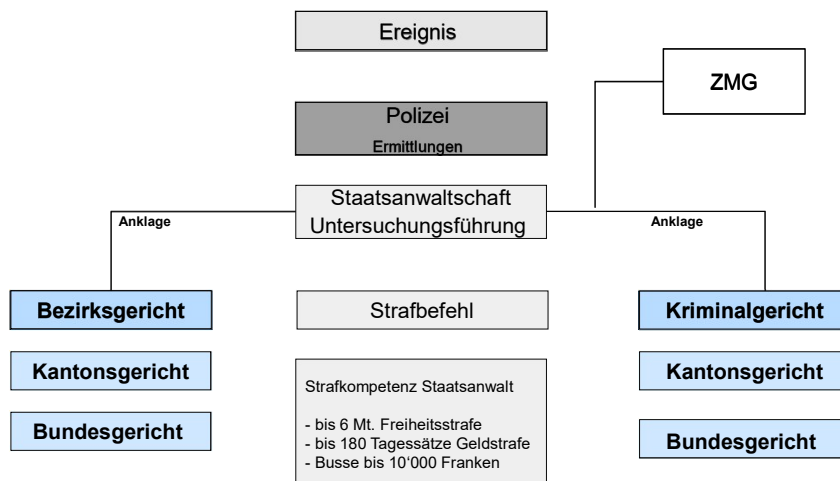 Ereignis
ZMG
Polizei
Ermittlungen
Staatsanwaltschaft
Untersuchungsführung
Anklage
Anklage
Bezirksgericht
Strafbefehl
Kriminalgericht
Kantonsgericht
Strafkompetenz Staatsanwalt
Kantonsgericht
- bis 6 Mt. Freiheitsstrafe
- bis 180 Tagessätze Geldstrafe
- Busse bis 10‘000 Franken
Bundesgericht
Bundesgericht